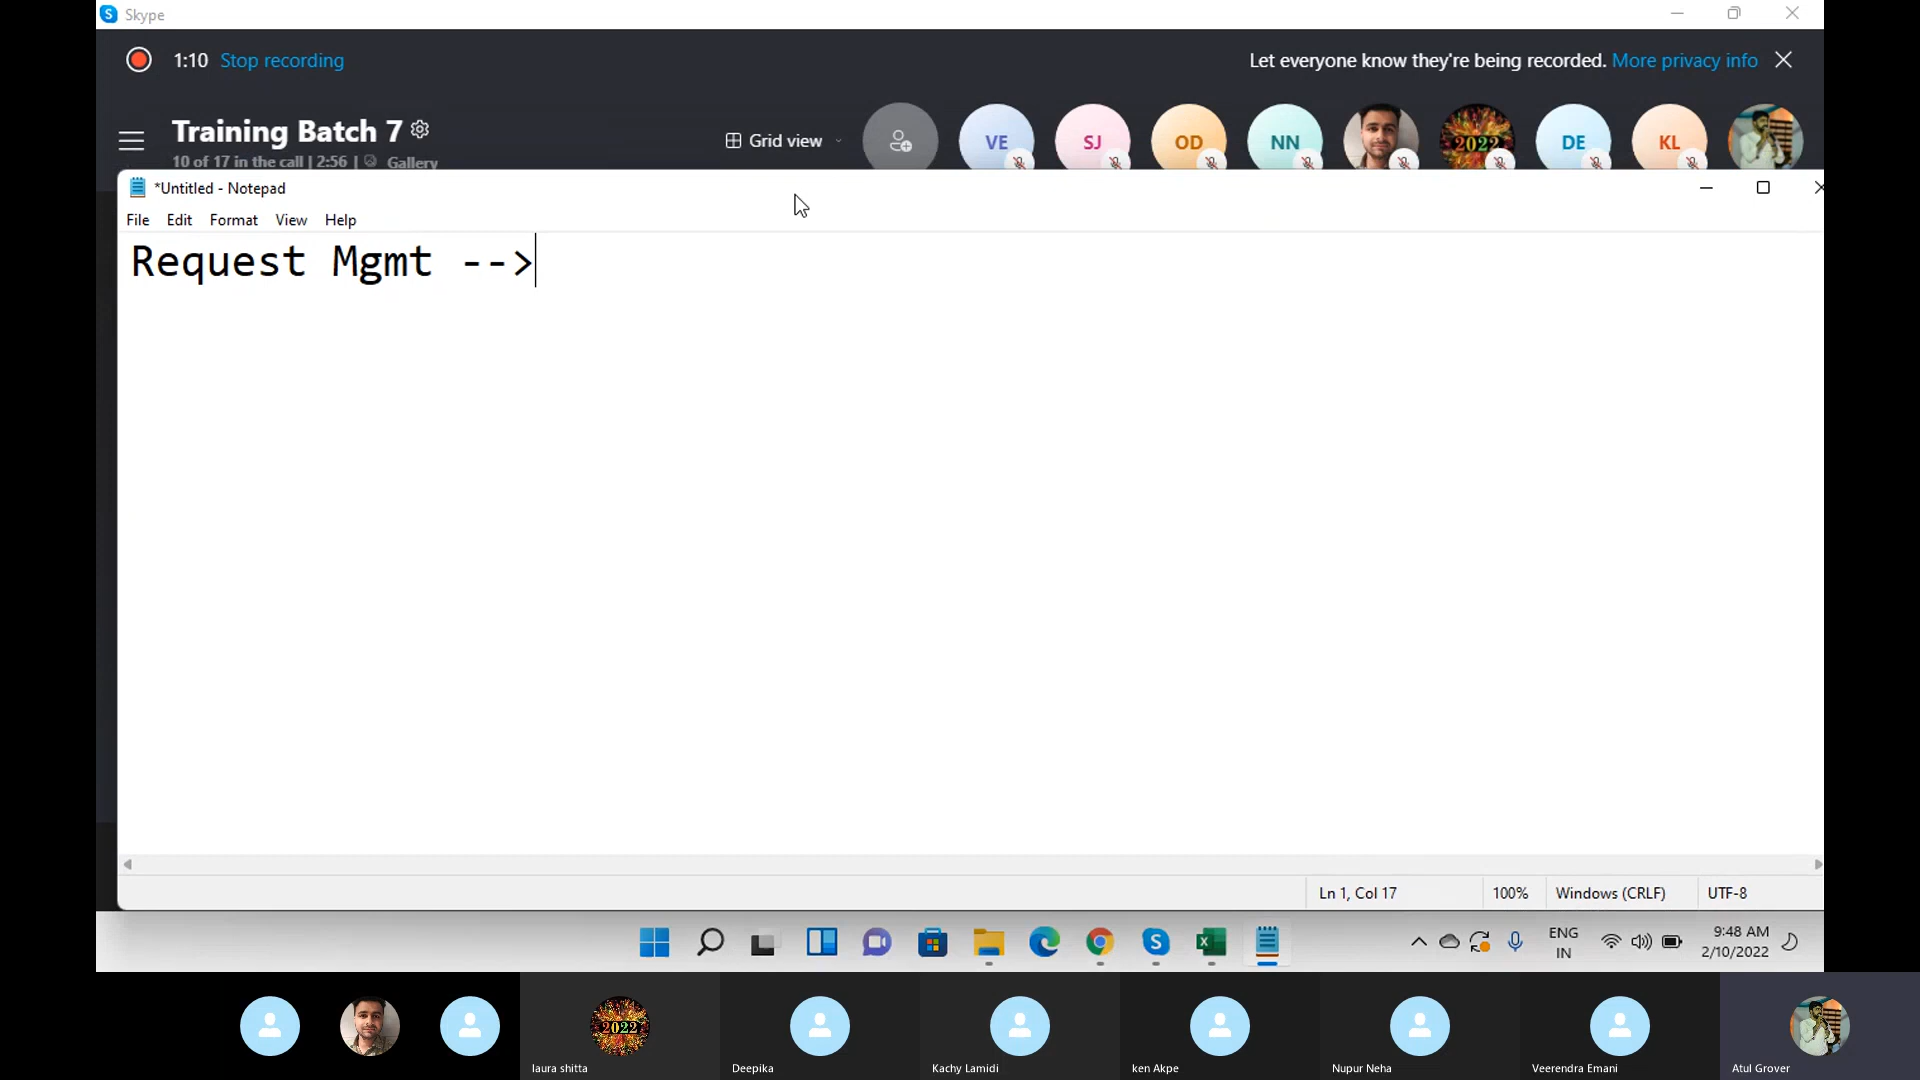 Skype
1:10 Stop recording
Let everyone know they're being recorded. More privacy info
Training Batch 7
10 of 17 in the call | 2:56 | Gallery
Grid view
VE
SJ
OD
NN
2022
DE
KL
*Untitled - Notepad
File Edit Format View Help
Request Mgmt -->
Ln 1, Col 17
100%
Windows (CRLF)
UTF-8
ENG
IN
9:48 AM
2/10/2022
2022
laura shitta
Deepika
Kachy Lamidi
ken Akpe
Nupur Neha
Veerendra Emani
Atul Grover